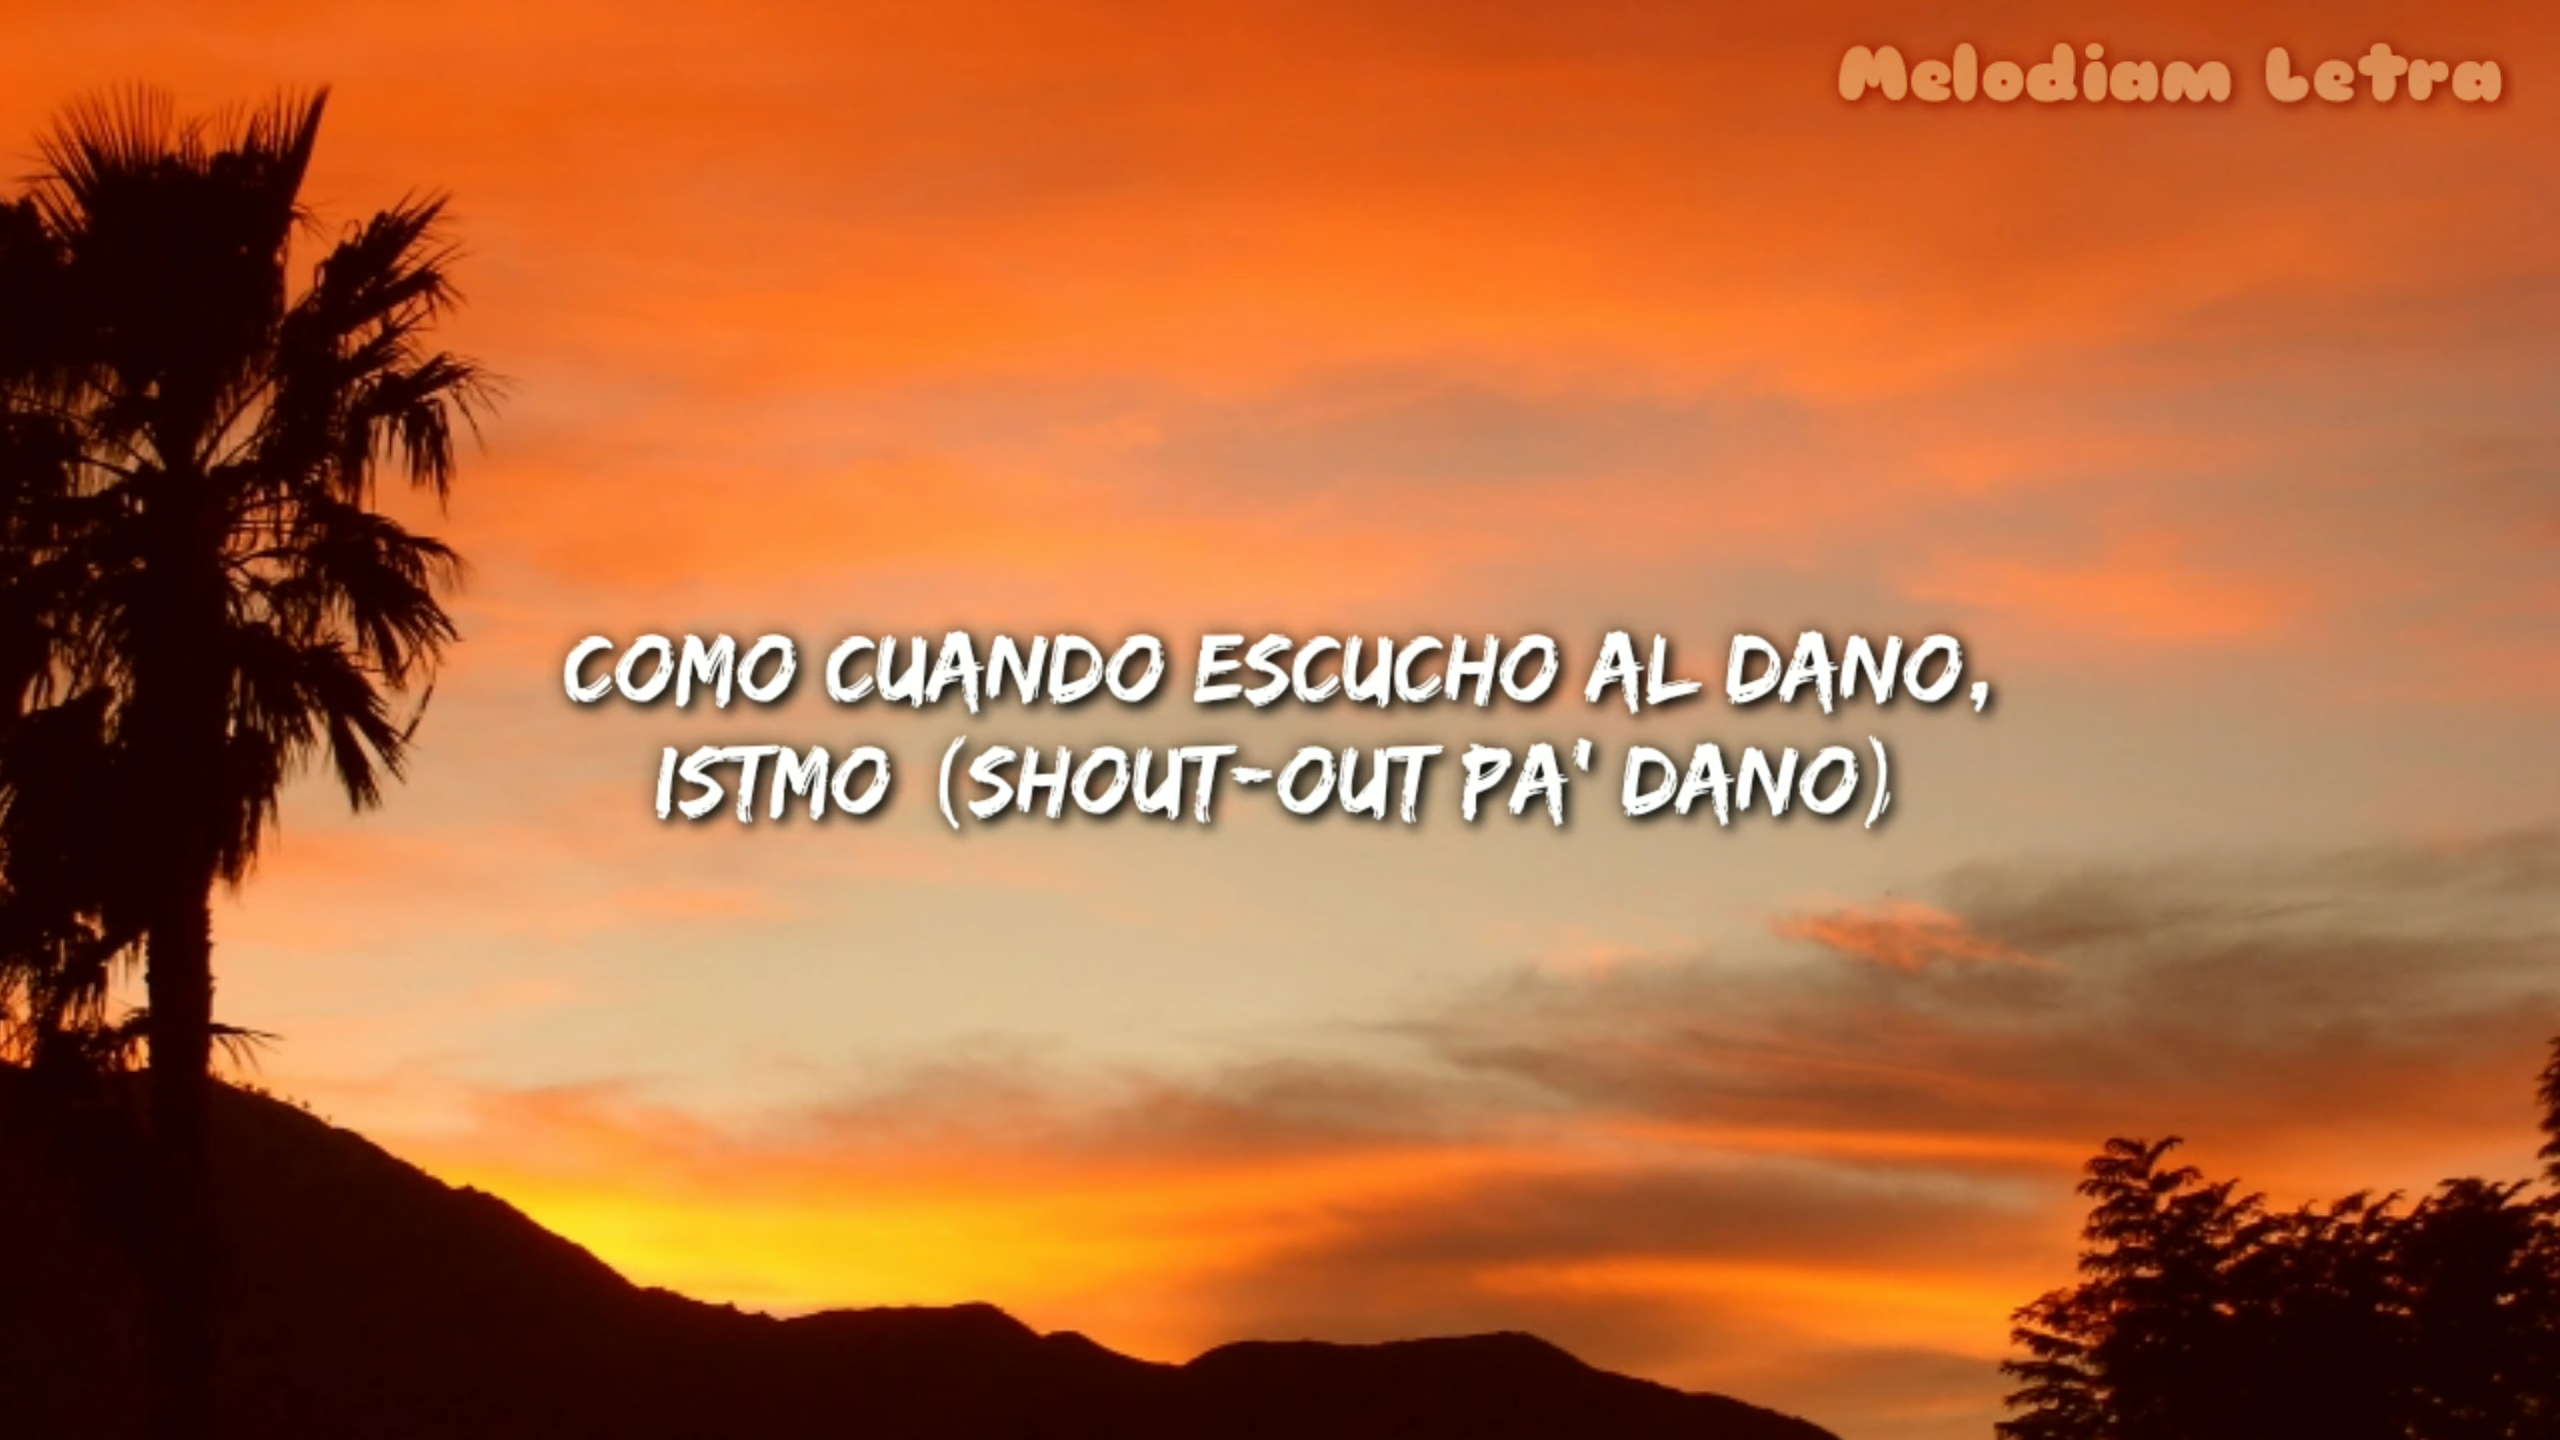 Melodiam Letra
COMO CUANDO ESCUCHO AL DANO,
ISTMO (SHOUT-OUT PA' DANO)